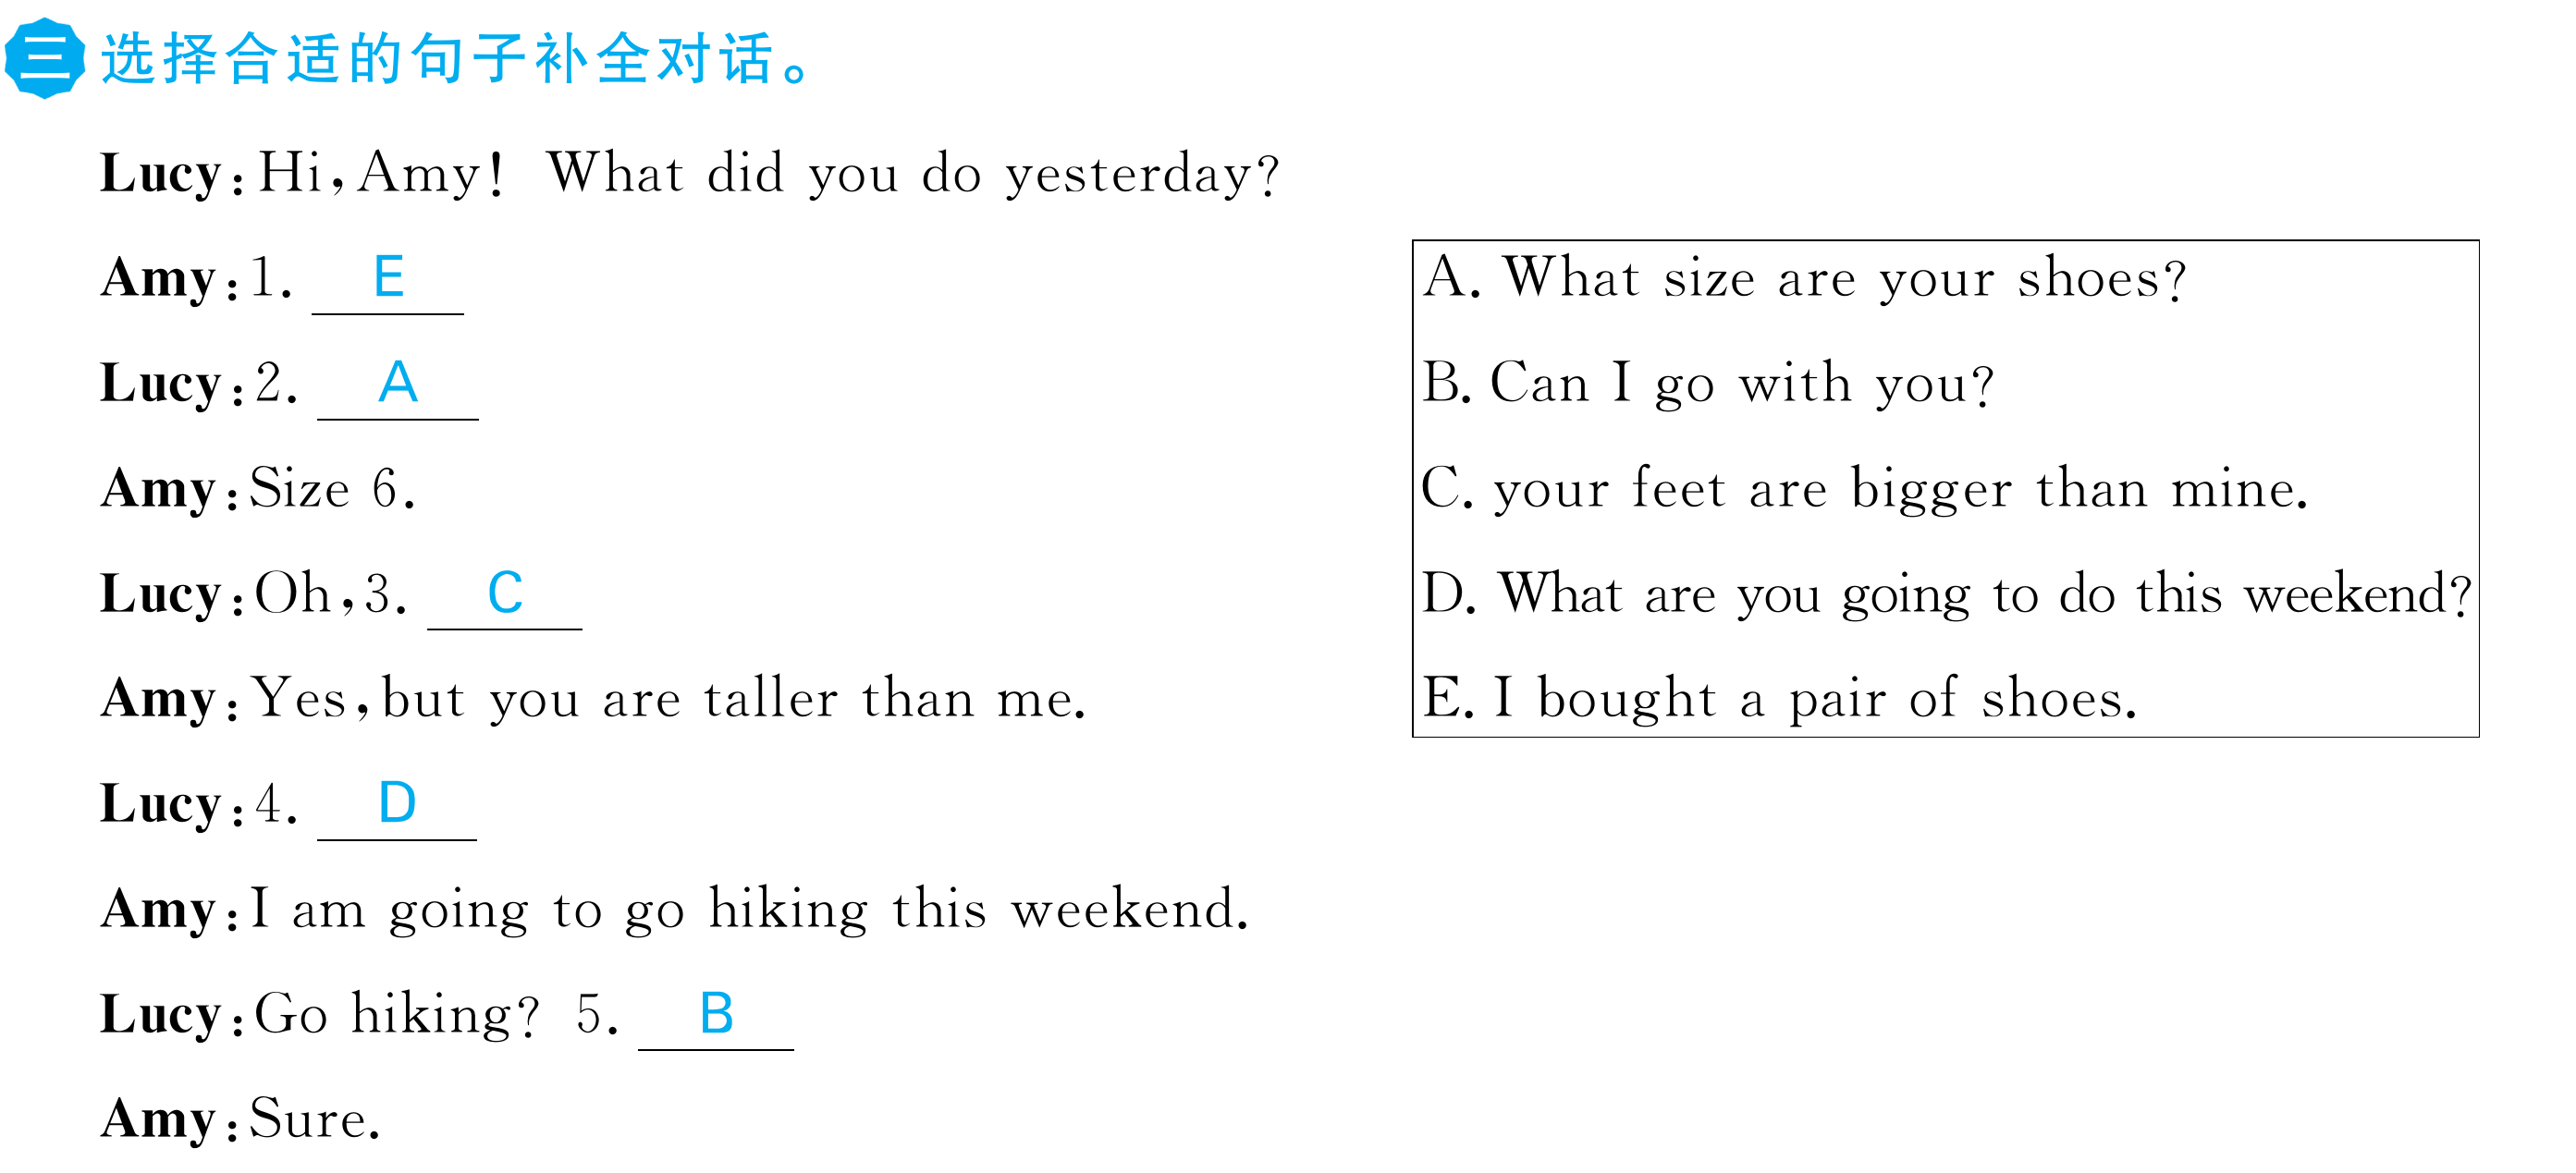 三 选择合适的句子补全对话。
Lucy:Hi,Amy! What did you do yesterday?
Amy:1. E
Lucy:2. A
Amy:Size 6.
Lucy:Oh,3. C
Amy:Yes,but you are taller than me.
Lucy:4. D
Amy:I am going to go hiking this weekend.
Lucy:Go hiking? 5. B
Amy:Sure.
A. What size are your shoes?
B. Can I go with you?
C. your feet are bigger than mine.
D. What are you going to do this weekend?
E. I bought a pair of shoes.